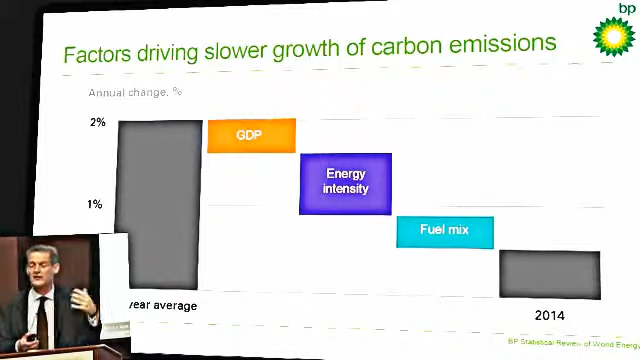 bp
Factors driving slower growth of carbon emissions
Annual change, %
2%
GDP
Energy
intensity
1%
Fuel mix
year average
2014
BP Statistical Review of World Energy